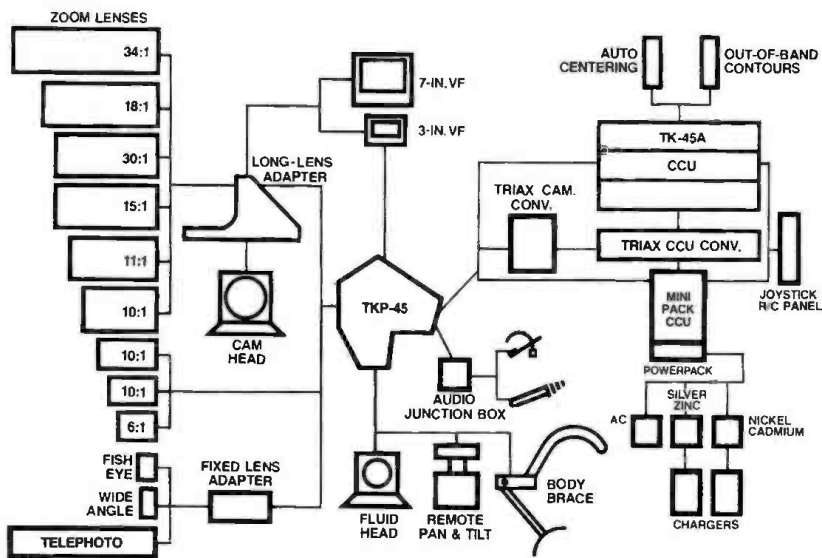 ZOOM LENSES
34:1
18:1
30:1
15:1
11:1
10:1
10:1
10:1
6:1
FISH
EYE
WIDE
ANGLE
TELEPHOTO
FIXED LENS
ADAPTER
LONG-LENS
ADAPTER
CAM
HEAD
7-IN. VF
3-IN. VF
TKP-45
AUDIO
JUNCTION BOX
FLUID
HEAD
REMOTE
PAN & TILT
BODY
BRACE
AUTO
CENTERING
OUT-OF-BAND
CONTOURS
TK-45A
CCU
TRIAX CAM.
CONV.
TRIAX CCU CONV.
MINI
PACK
CCU
JOYSTICK
R/C PANEL
POWERPACK
AC
SILVER
ZINC
NICKEL
CADMIUM
CHARGERS